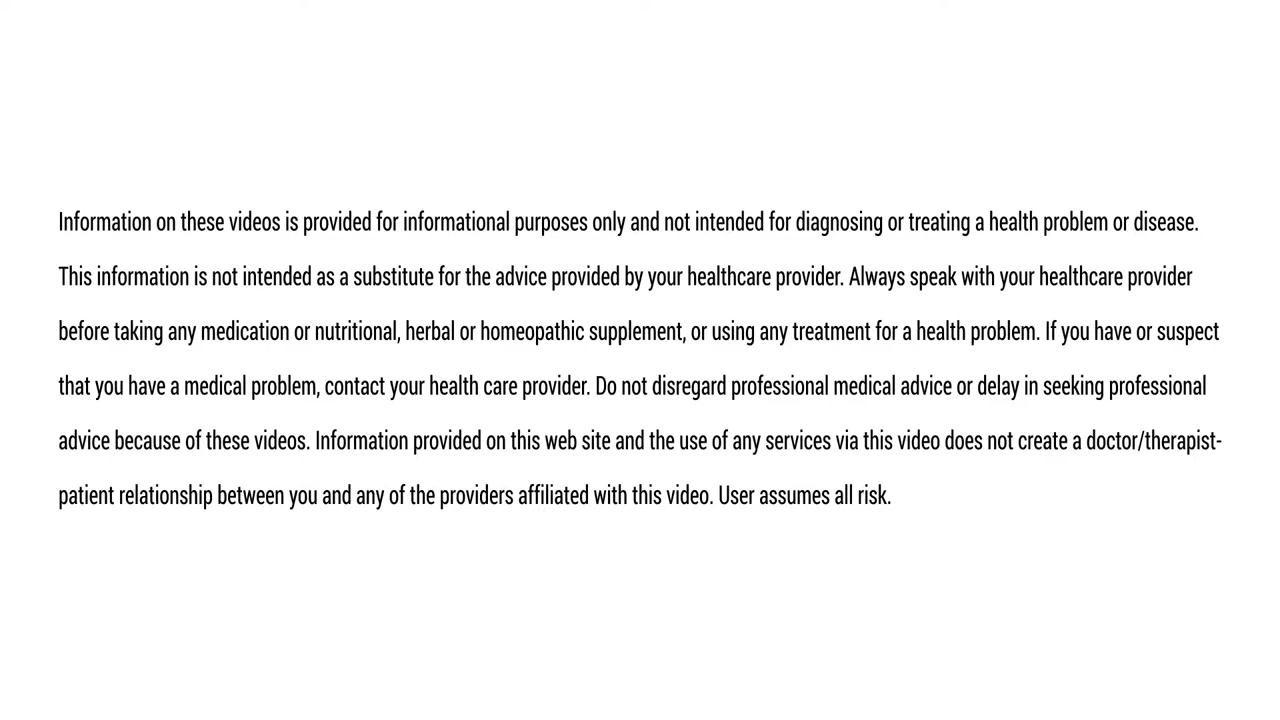 Information on these videos is provided for informational purposes only and not intended for diagnosing or treating a health problem or disease.
This information is not intended as a substitute for the advice provided by your healthcare provider. Always speak with your healthcare provider
before taking any medication or nutritional, herbal or homeopathic supplement, or using any treatment for a health problem. If you have or suspect
that you have a medical problem, contact your health care provider. Do not disregard professional medical advice or delay in seeking professional
advice because of these videos. Information provided on this web site and the use of any services via this video does not create a doctor/therapist-
patient relationship between you and any of the providers affiliated with this video. User assumes all risk.